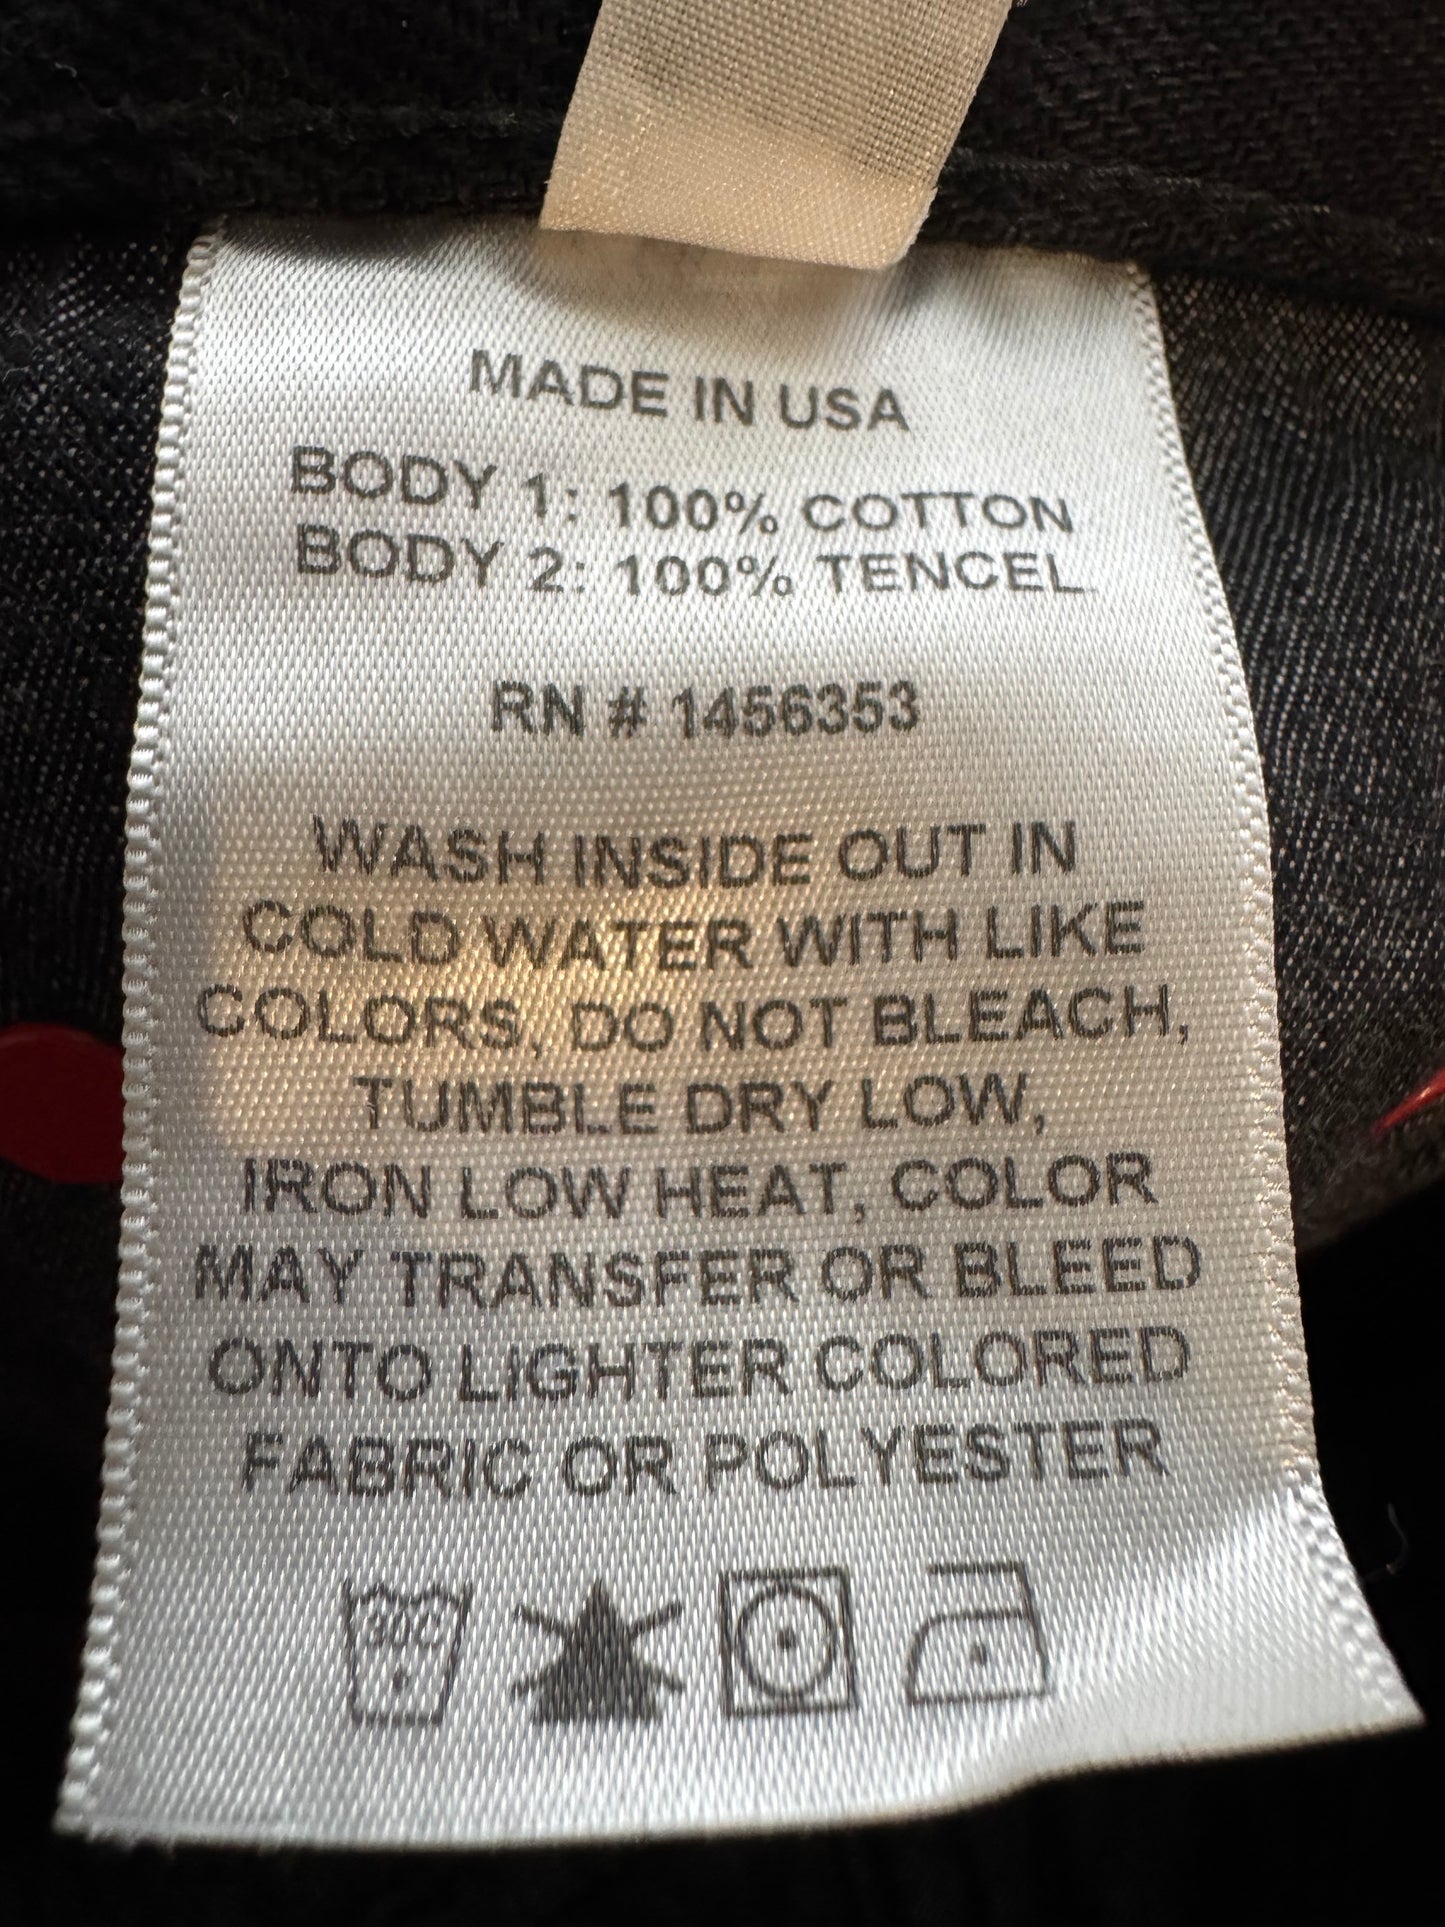 MADE IN USA
BODY 1: 100% COTTON
BODY 2: 100% TENCEL
RN # 1456353
WASH INSIDE OUT IN
COLD WATER WITH LIKE
COLORS, DO NOT BLEACH,
TUMBLE DRY LOW,
IRON LOW HEAT, COLOR
MAY TRANSFER OR BLEED
ONTO LIGHTER COLORED
FABRIC OR POLYESTER
30C